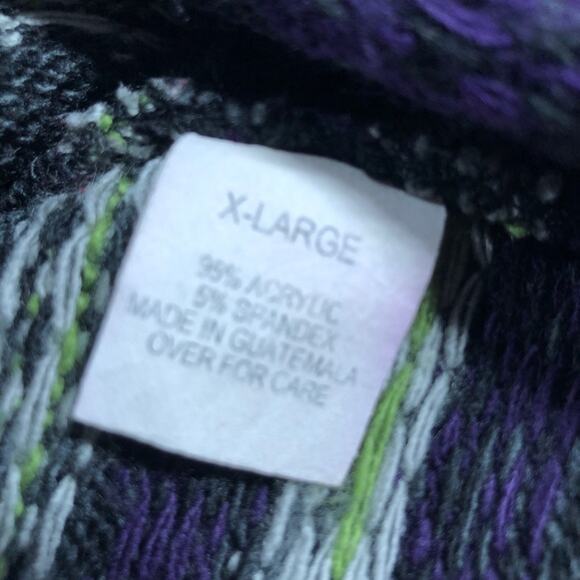 X-LARGE
95% ACRYLIC
5% SPANDEX
MADE IN GUATEMALA
OVER FOR CARE